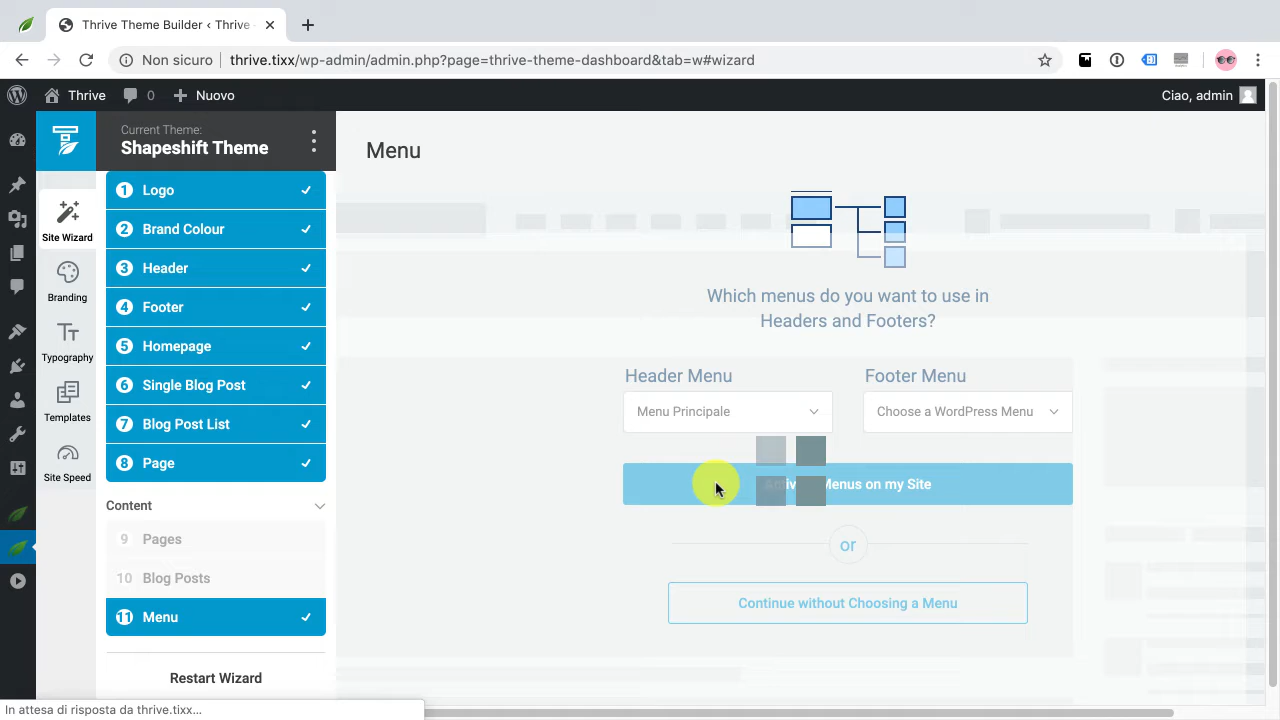 Thrive Theme Builder ‹ Thrive
Non sicuro
thrive.tixx/wp-admin/admin.php?page=thrive-theme-dashboard&tab=w#wizard
Thrive
0
Nuovo
Ciao, admin
Current Theme:
Shapeshift Theme
Menu
Site Wizard
Branding
Typography
Templates
Site Speed
1 Logo
2 Brand Colour
3 Header
4 Footer
5 Homepage
6 Single Blog Post
7 Blog Post List
8 Page
Content
9 Pages
10 Blog Posts
11 Menu
Restart Wizard
Which menus do you want to use in
Headers and Footers?
Header Menu
Footer Menu
Menu Principale
Choose a WordPress Menu
Menus on my Site
or
Continue without Choosing a Menu
In attesa di risposta da thrive.tixx...